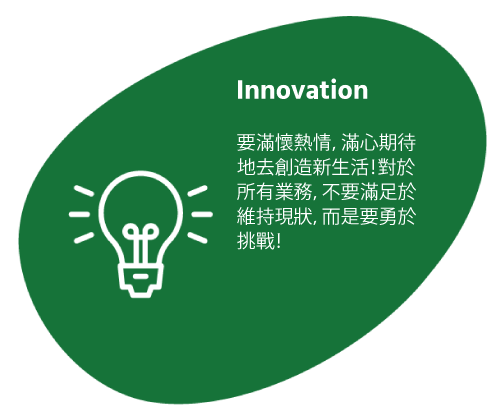 Innovation
要滿懷熱情, 滿心期待
地去創造新生活!對於
所有業務, 不要滿足於
維持現狀, 而是要勇於
挑戰!